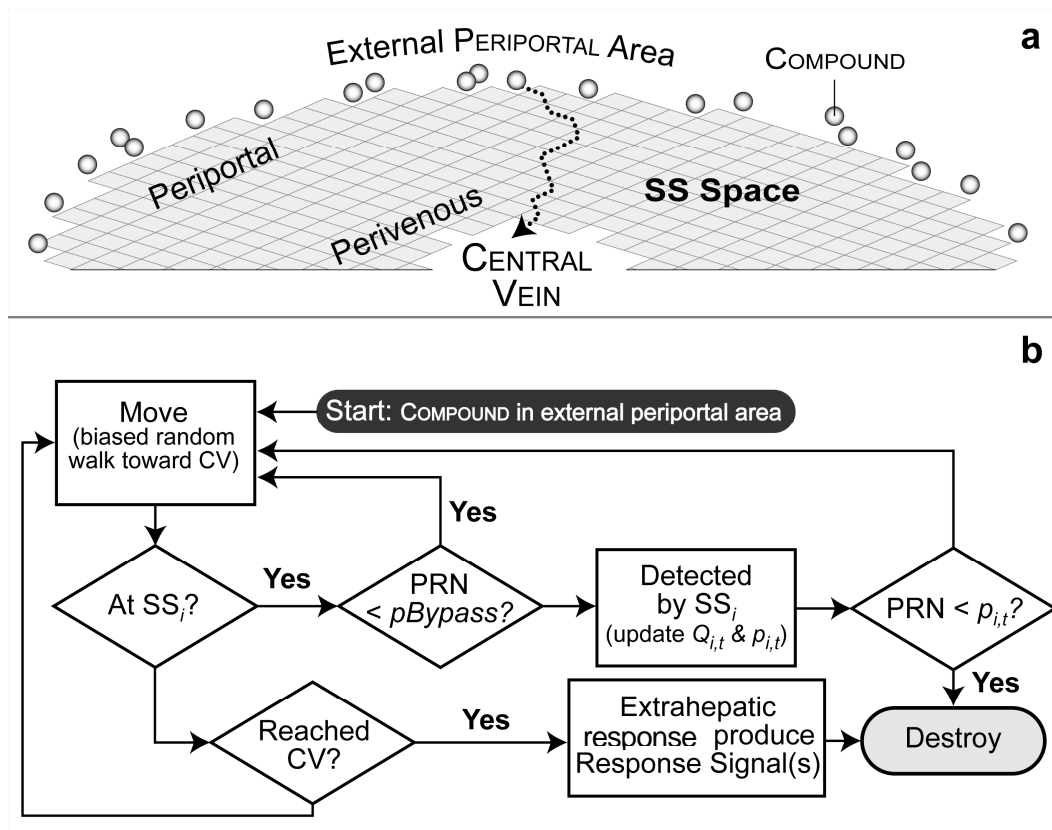 a
External PERIPORTAL Area
COMPOUND
Periportal
SS Space
Perivenous
CENTRAL
VEIN
b
Move
(biased random
walk toward CV)
Start: COMPOUND in external periportal area
Yes
At SSi?
Yes
PRN
< pBypass?
Detected
by SSi
(update Qi,t & pi,t)
PRN < pi,t?
Yes
Reached
CV?
Yes
Extrahepatic
response produce
Response Signal(s)
Destroy